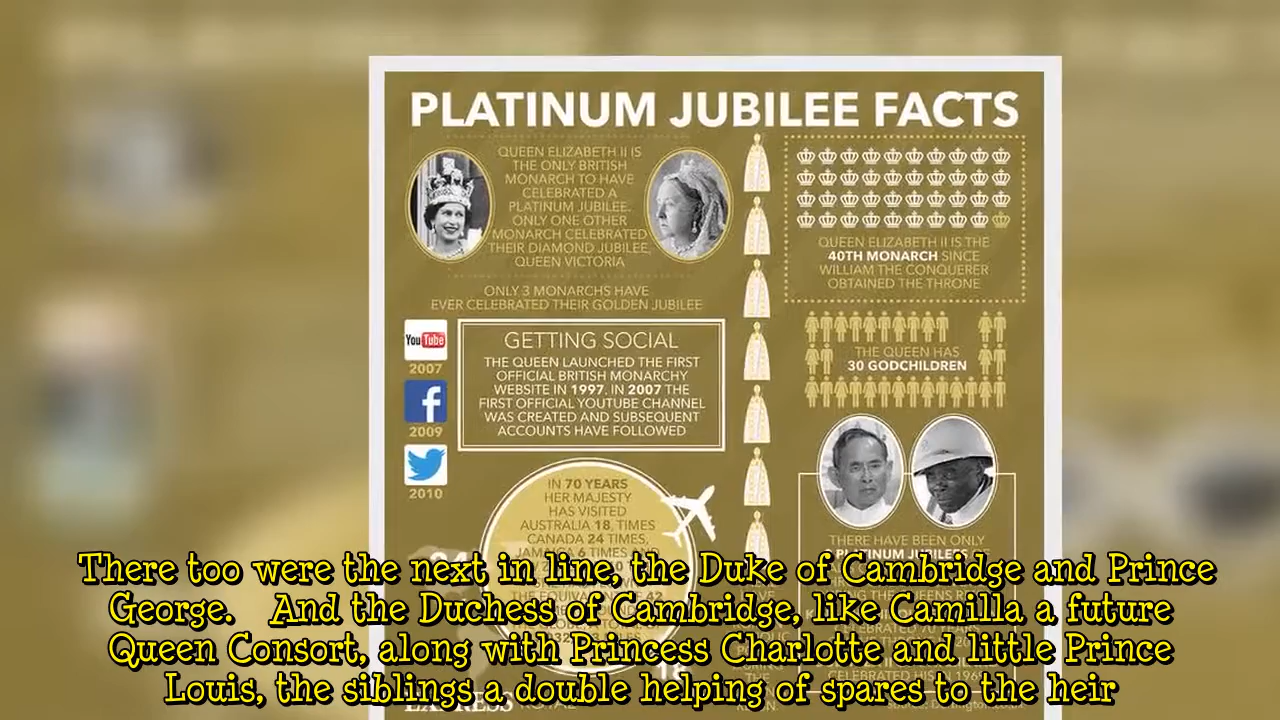 PLATINUM JUBILEE FACTS
QUEEN ELIZABETH II IS
THE ONLY BRITISH
MONARCH TO HAVE
CELEBRATED A
PLATINUM JUBILEE.
ONLY ONE OTHER
MONARCH CELEBRATED
THEIR DIAMOND JUBILEE,
QUEEN VICTORIA
ONLY 3 MONARCHS HAVE
EVER CELEBRATED THEIR GOLDEN JUBILEE
You Tube
2007
2009
2010
GETTING SOCIAL
THE QUEEN LAUNCHED THE FIRST
OFFICIAL BRITISH MONARCHY
WEBSITE IN 1997. IN 2007 THE
FIRST OFFICIAL YOUTUBE CHANNEL
WAS CREATED AND SUBSEQUENT
ACCOUNTS HAVE FOLLOWED
IN 70 YEARS
HER MAJESTY
HAS VISITED
AUSTRALIA 18, TIMES
CANADA 24 TIMES,
JAMAICA 6 TIMES AND
QUEEN ELIZABETH II IS THE
40TH MONARCH SINCE
WILLIAM THE CONQUERER
OBTAINED THE THRONE
THE QUEEN HAS
30 GODCHILDREN
THERE HAVE BEEN ONLY
PLATINUM JUBILEES
There too were the next in line, the Duke of Cambridge and Prince
George. And the Duchess of Cambridge, like Camilla a future
Queen Consort, along with Princess Charlotte and little Prince
Louis, the siblings a double helping of spares to the heir